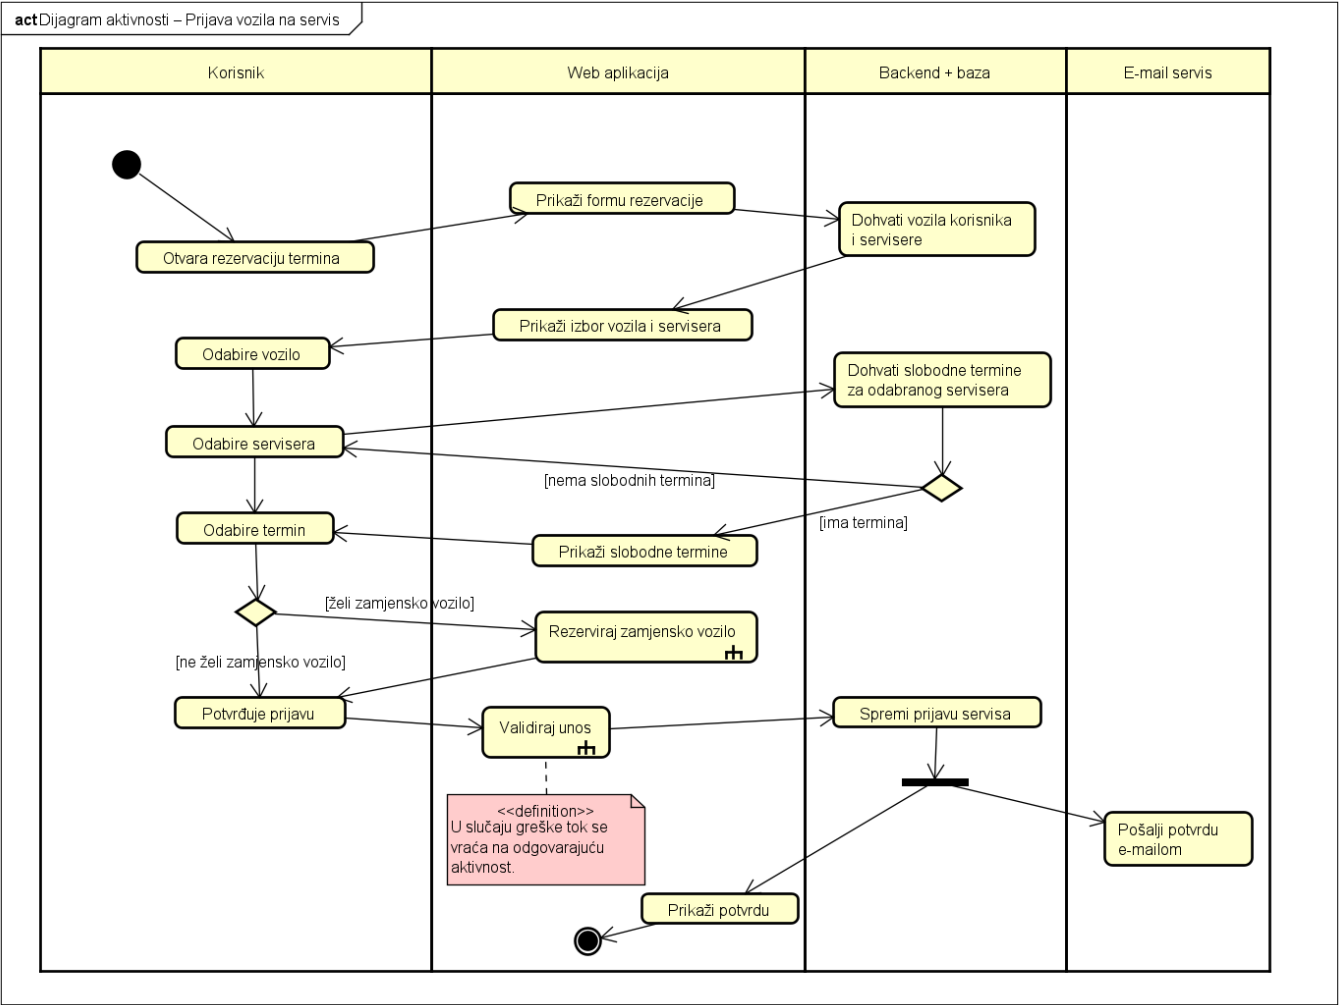 act Dijagram aktivnosti – Prijava vozila na servis
Korisnik
Web aplikacija
Backend + baza
E-mail servis
Prikaži formu rezervacije
Dohvati vozila korisnika
i servisere
Otvara rezervaciju termina
Prikaži izbor vozila i servisera
Odabire vozilo
Dohvati slobodne termine
za odabranog servisera
Odabire servisera
[nema slobodnih termina]
[ima termina]
Odabire termin
Prikaži slobodne termine
[želi zamjensko vozilo]
Rezerviraj zamjensko vozilo
[ne želi zamjensko vozilo]
Potvrđuje prijavu
Validiraj unos
Spremi prijavu servisa
<<definition>>
U slučaju greške tok se
vraća na odgovarajuću
aktivnost.
Pošalji potvrdu
e-mailom
Prikaži potvrdu